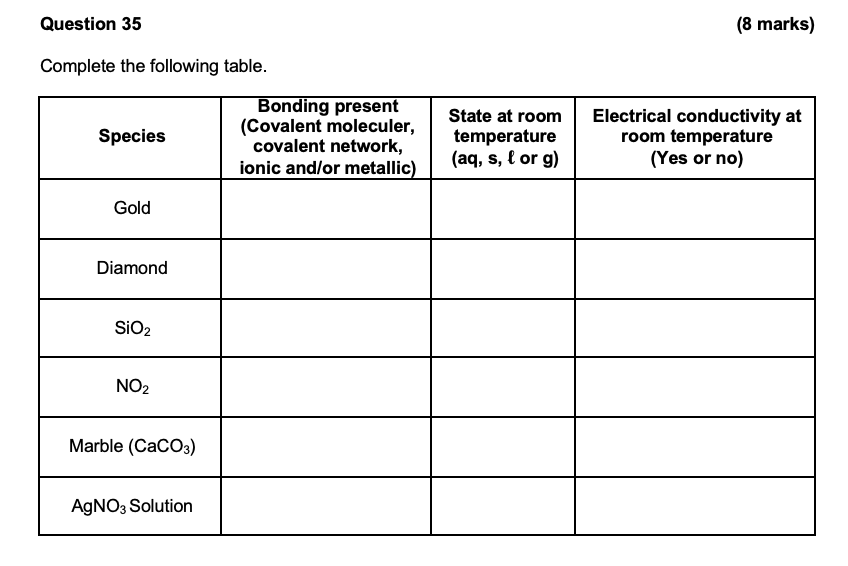 Question 35 (8 marks)
Complete the following table.
Species
Bonding present
(Covalent moleculer,
covalent network,
ionic and/or metallic)
State at room
temperature
(aq, s, ℓ or g)
Electrical conductivity at
room temperature
(Yes or no)
Gold
Diamond
SiO₂
NO₂
Marble (CaCO₃)
AgNO₃ Solution